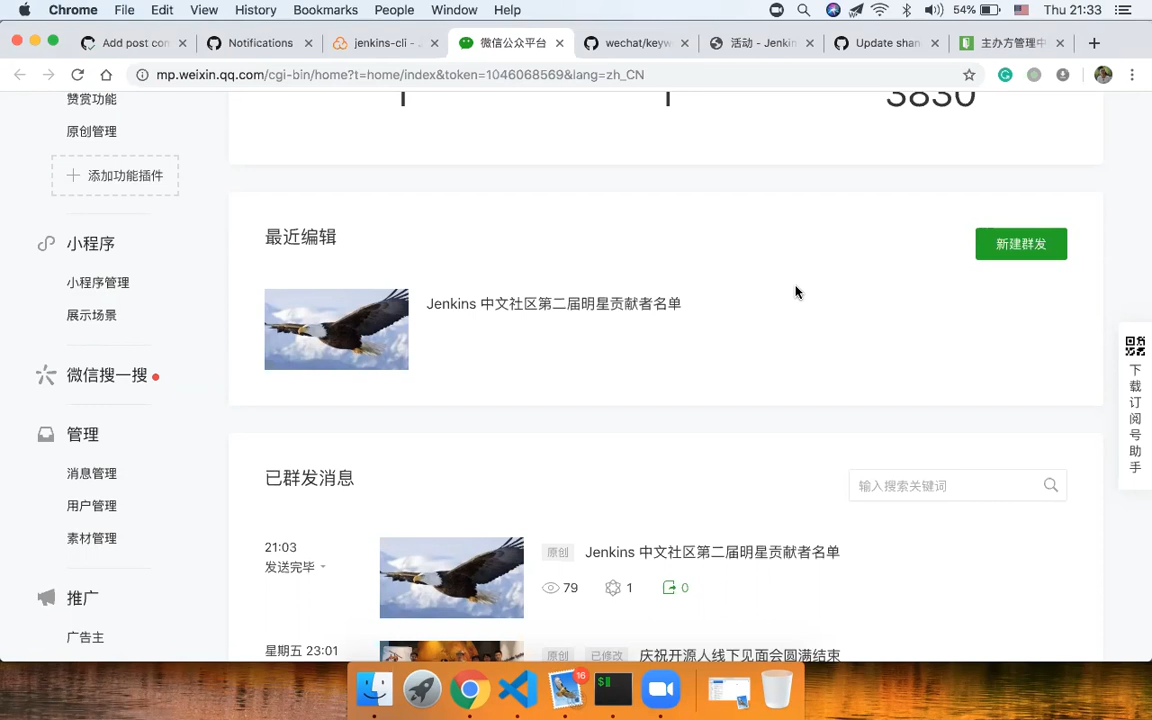 Chrome File Edit View History Bookmarks People Window Help 54% Thu 21:33
Add post con
Notifications
jenkins-cli - J
微信公众平台
wechat/keyw
活动 - Jenkin
Update shan
主办方管理中
mp.weixin.qq.com/cgi-bin/home?t=home/index&token=1046068569&lang=zh_CN
赞赏功能
原创管理
添加功能插件
小程序
小程序管理
展示场景
微信搜一搜
管理
消息管理
用户管理
素材管理
推广
广告主
1 1 3830
最近编辑
新建群发
Jenkins 中文社区第二届明星贡献者名单
已群发消息
输入搜索关键词
21:03
发送完毕
原创 Jenkins 中文社区第二届明星贡献者名单
79 1 0
星期五 23:01
原创 已修改 庆祝开源人线下见面会圆满结束
下载订阅号助手
16
$